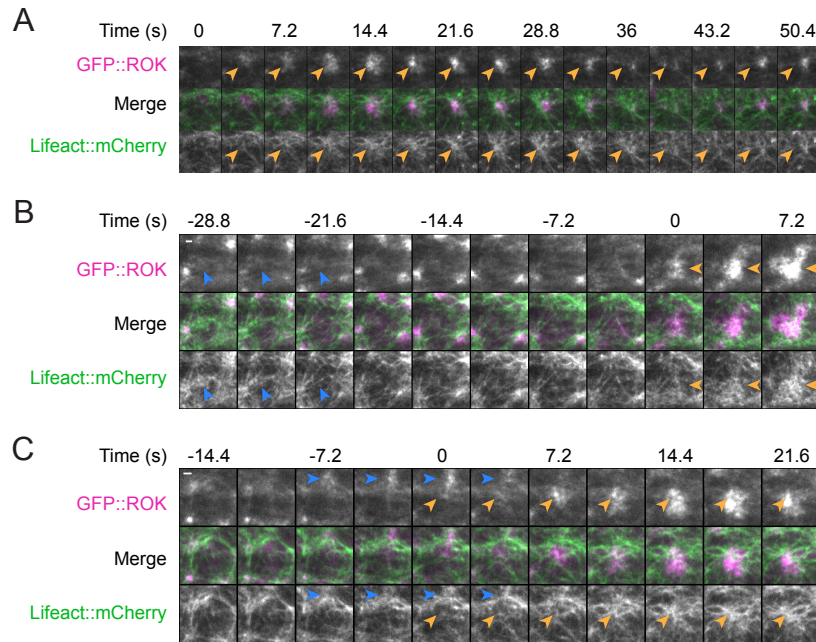 A
Time (s) 0 7.2 14.4 21.6 28.8 36 43.2 50.4
GFP::ROK
Merge
Lifeact::mCherry
B
Time (s) -28.8 -21.6 -14.4 -7.2 0 7.2
GFP::ROK
Merge
Lifeact::mCherry
C
Time (s) -14.4 -7.2 0 7.2 14.4 21.6
GFP::ROK
Merge
Lifeact::mCherry